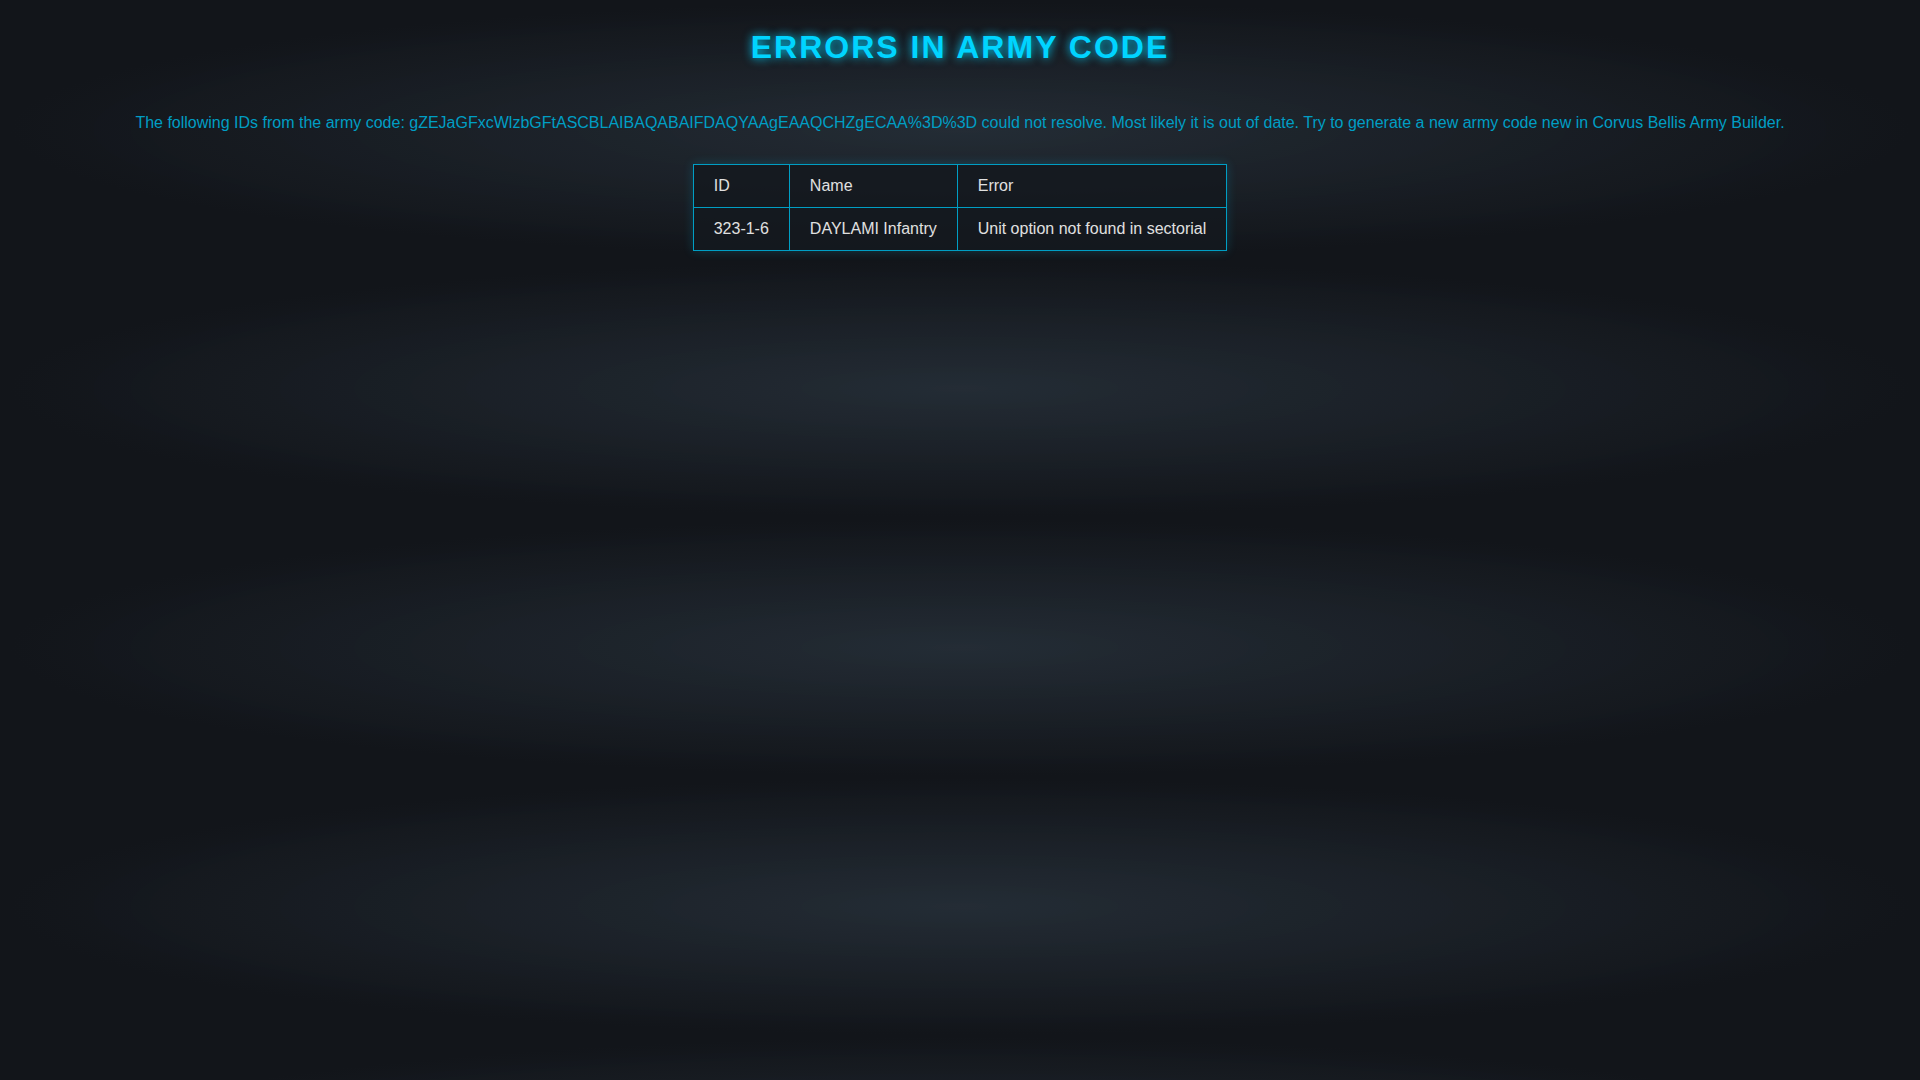 ERRORS IN ARMY CODE
The following IDs from the army code: gZEJaGFxcWlzbGFtASCBLAIBAQABAIFDAQYAAgEAAQCHZgECAA%3D%3D could not resolve. Most likely it is out of date. Try to generate a new army code new in Corvus Bellis Army Builder.
ID Name Error
323-1-6 DAYLAMI Infantry Unit option not found in sectorial